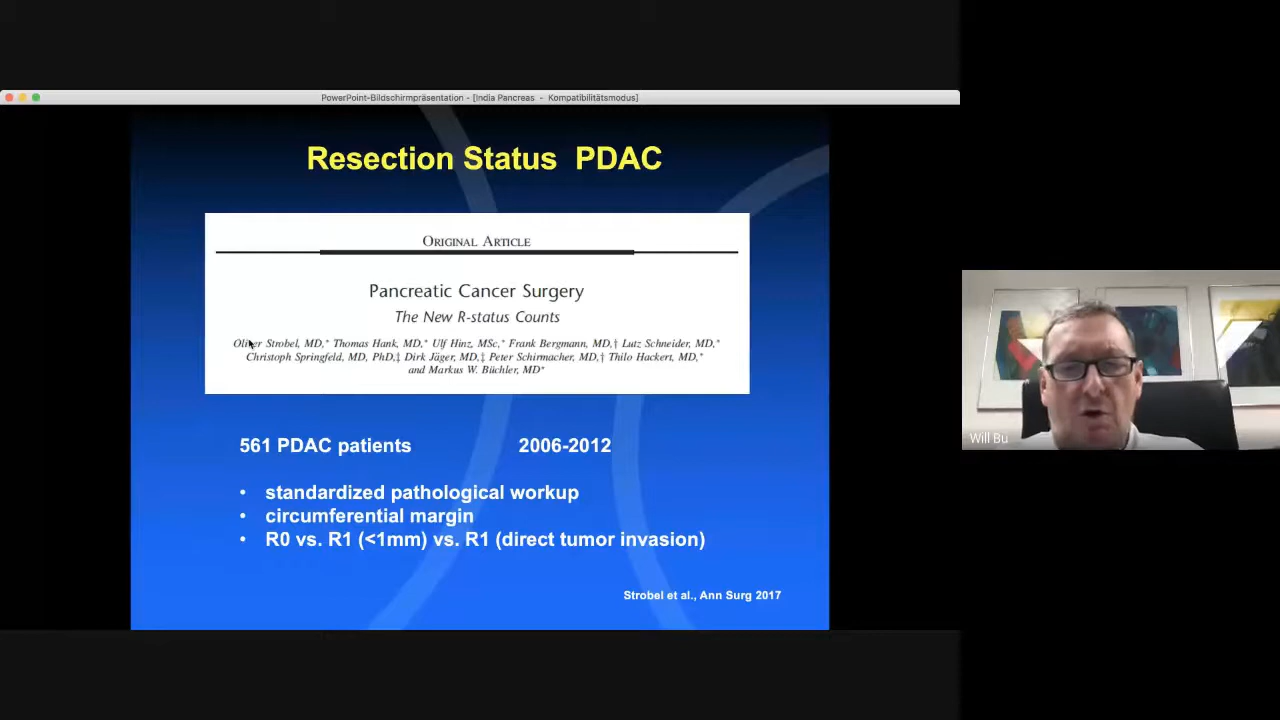 PowerPoint-Bildschirmpräsentation - [India Pancreas - Kompatibilitätsmodus]
Resection Status PDAC
ORIGINAL ARTICLE
Pancreatic Cancer Surgery
The New R-status Counts
Oliver Strobel, MD,* Thomas Hank, MD,* Ulf Hinz, MSc,* Frank Bergmann, MD,† Lutz Schneider, MD,*
Christoph Springfeld, MD, PhD,‡ Dirk Jäger, MD,‡ Peter Schirmacher, MD,† Thilo Hackert, MD,*
and Markus W. Büchler, MD*
561 PDAC patients 2006-2012
• standardized pathological workup
• circumferential margin
• R0 vs. R1 (<1mm) vs. R1 (direct tumor invasion)
Strobel et al., Ann Surg 2017
Will Bu